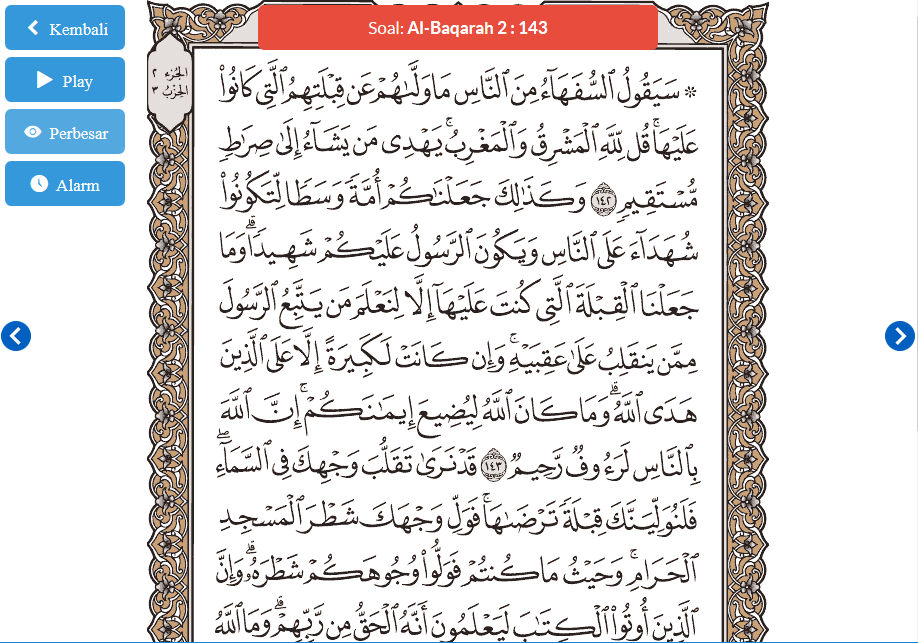 Kembali
Play
Perbesar
Alarm
Soal: Al-Baqarah 2 : 143
الجزء ٢
الحزب ٣
۞ سَيَقُولُ ٱلسُّفَهَآءُ مِنَ ٱلنَّاسِ مَا وَلَّىٰهُمْ عَن قِبْلَتِهِمُ ٱلَّتِى كَانُوا۟
عَلَيْهَا ۚ قُل لِّلَّهِ ٱلْمَشْرِقُ وَٱلْمَغْرِبُ ۚ يَهْدِى مَن يَشَآءُ إِلَىٰ صِرَٰطٍ
مُّسْتَقِيمٍ ١٤٢ وَكَذَٰلِكَ جَعَلْنَـٰكُمْ أُمَّةً وَسَطًا لِّتَكُونُوا۟
شُهَدَآءَ عَلَى ٱلنَّاسِ وَيَكُونَ ٱلرَّسُولُ عَلَيْكُمْ شَهِيدًا ۗ وَمَا
جَعَلْنَا ٱلْقِبْلَةَ ٱلَّتِى كُنتَ عَلَيْهَآ إِلَّا لِنَعْلَمَ مَن يَتَّبِعُ ٱلرَّسُولَ
مِمَّن يَنقَلِبُ عَلَىٰ عَقِبَيْهِ ۚ وَإِن كَانَتْ لَكَبِيرَةً إِلَّا عَلَى ٱلَّذِينَ
هَدَى ٱللَّهُ ۗ وَمَا كَانَ ٱللَّهُ لِيُضِيعَ إِيمَـٰنَكُمْ ۚ إِنَّ ٱللَّهَ
بِٱلنَّاسِ لَرَءُوفٌ رَّحِيمٌ ١٤٣ قَدْ نَرَىٰ تَقَلُّبَ وَجْهِكَ فِى ٱلسَّمَآءِ ۖ
فَلَنُوَلِّيَنَّكَ قِبْلَةً تَرْضَىٰهَا ۚ فَوَلِّ وَجْهَكَ شَطْرَ ٱلْمَسْجِدِ
ٱلْحَرَامِ ۚ وَحَيْثُ مَا كُنتُمْ فَوَلُّوا۟ وُجُوهَكُمْ شَطْرَهُۥ ۗ وَإِنَّ
ٱلَّذِينَ أُوتُوا۟ ٱلْكِتَـٰبَ لَيَعْلَمُونَ أَنَّهُ ٱلْحَقُّ مِن رَّبِّهِمْ ۗ وَمَا ٱللَّهُ